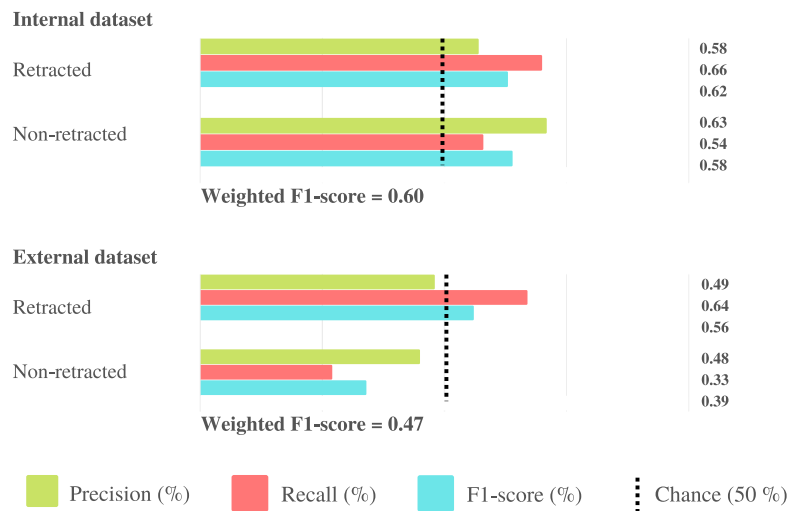 Internal dataset
Retracted
0.58
0.66
0.62
Non-retracted
0.63
0.54
0.58
Weighted F1-score = 0.60
External dataset
Retracted
0.49
0.64
0.56
Non-retracted
0.48
0.33
0.39
Weighted F1-score = 0.47
Precision (%) Recall (%) F1-score (%) Chance (50 %)